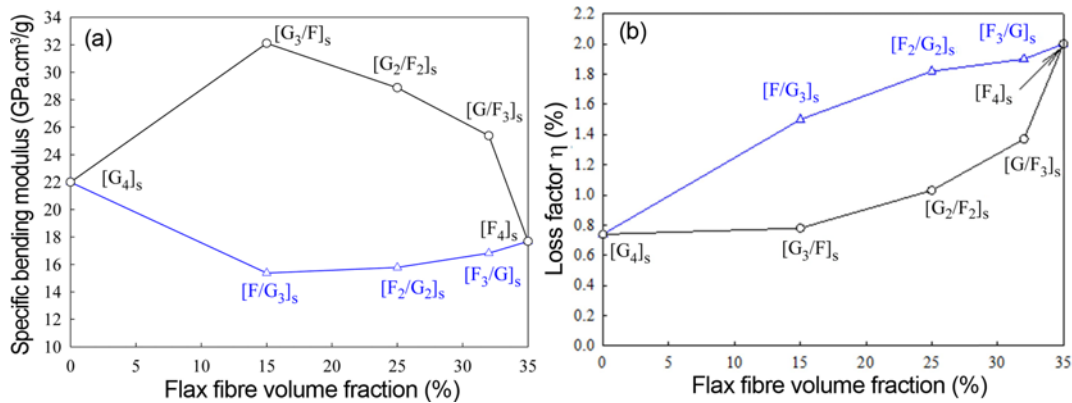 (a)
Specific bending modulus (GPa.cm³/g)
34
32
30
28
26
24
22
20
18
16
14
12
10
[G₃/F]ₛ
[G₂/F₂]ₛ
[G/F₃]ₛ
[G₄]ₛ
[F₄]ₛ
[F/G₃]ₛ
[F₂/G₂]ₛ
[F₃/G]ₛ
0 5 10 15 20 25 30 35
Flax fibre volume fraction (%)
(b)
Loss factor η (%)
2.2
2.0
1.8
1.6
1.4
1.2
1.0
0.8
0.6
0.4
0.2
0.0
[F₃/G]ₛ
[F₂/G₂]ₛ
[F/G₃]ₛ
[F₄]ₛ
[G/F₃]ₛ
[G₂/F₂]ₛ
[G₄]ₛ
[G₃/F]ₛ
0 5 10 15 20 25 30 35
Flax fibre volume fraction (%)